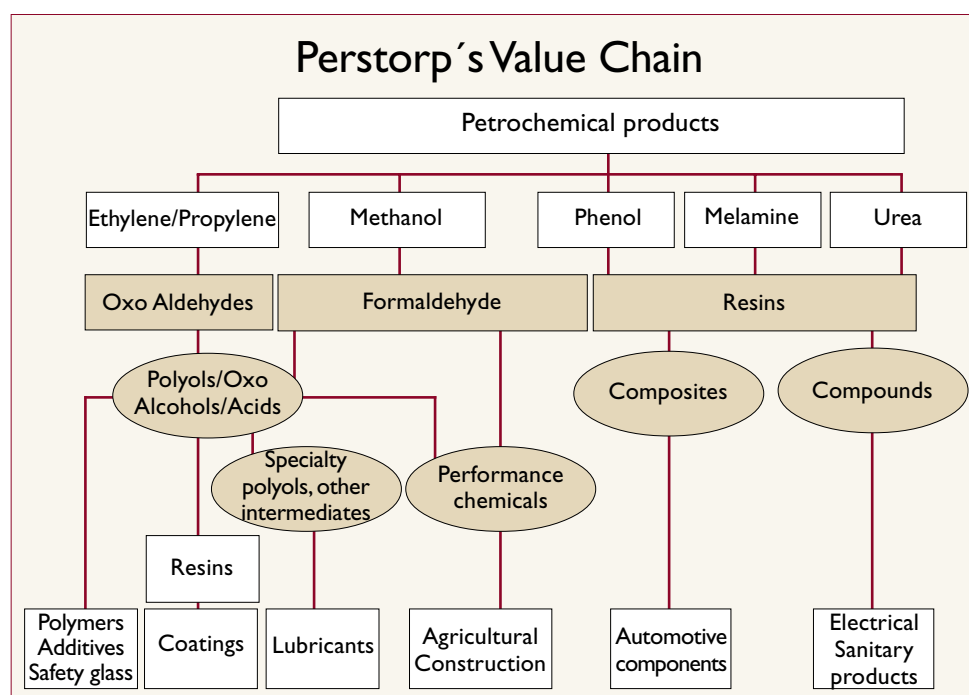 Perstorp´s Value Chain
Petrochemical products
Ethylene/Propylene
Methanol
Phenol
Melamine
Urea
Oxo Aldehydes
Formaldehyde
Resins
Polyols/Oxo
Alcohols/Acids
Composites
Compounds
Specialty
polyols, other
intermediates
Performance
chemicals
Resins
Polymers
Additives
Safety glass
Coatings
Lubricants
Agricultural
Construction
Automotive
components
Electrical
Sanitary
products